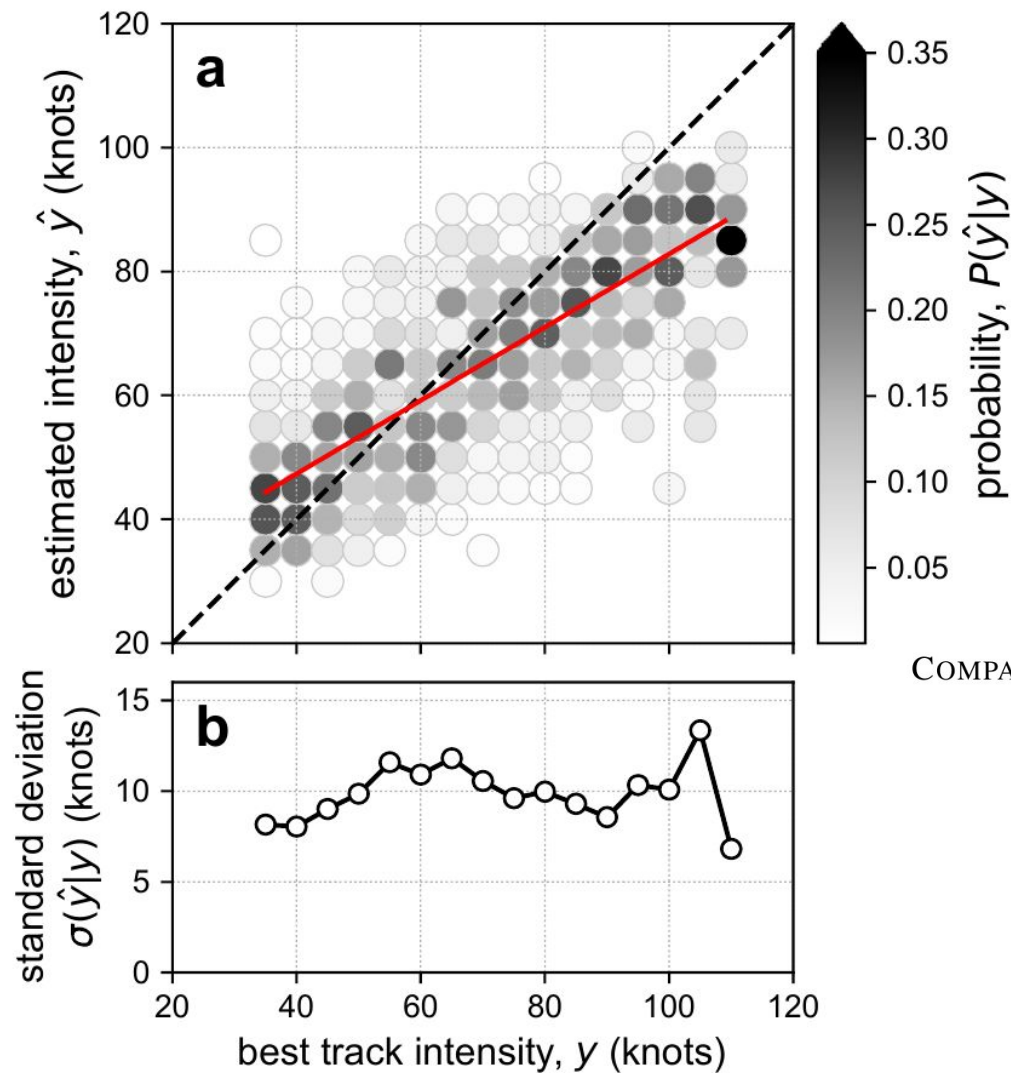 a
120
100
80
60
40
20
estimated intensity, ŷ (knots)
0.35
0.30
0.25
0.20
0.15
0.10
0.05
probability, P(ŷ|y)
COMPA
b
15
10
5
0
standard deviation
σ(ŷ|y) (knots)
20 40 60 80 100 120
best track intensity, y (knots)